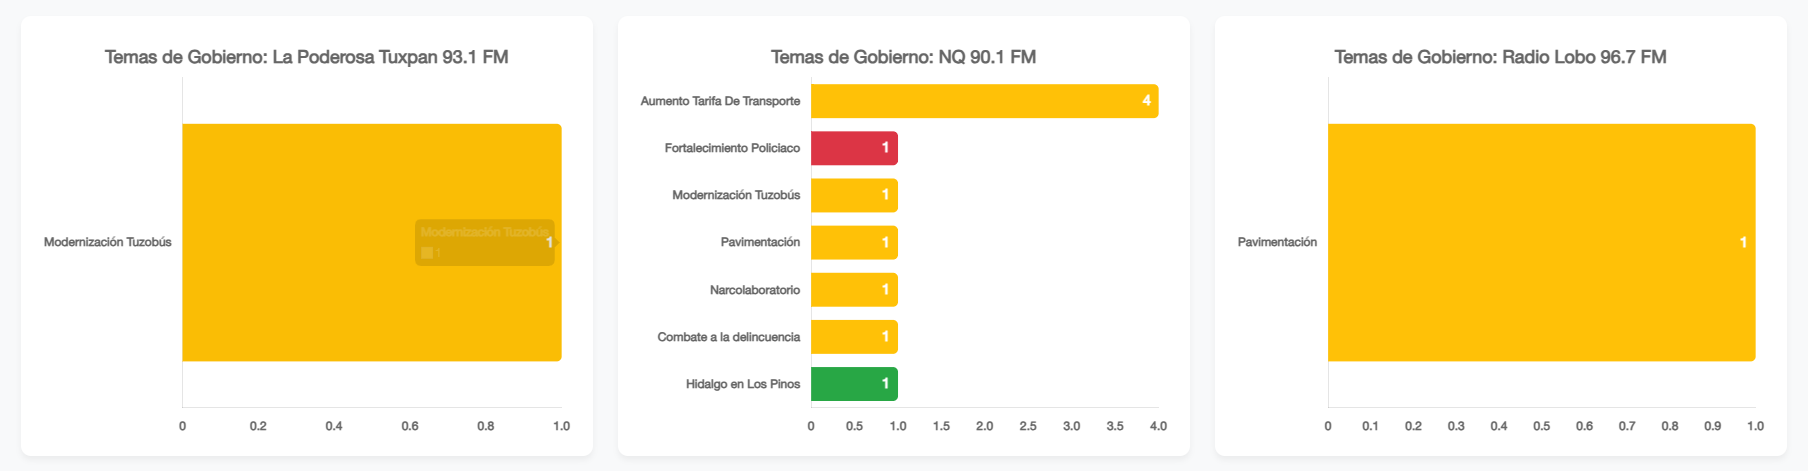 Temas de Gobierno: La Poderosa Tuxpan 93.1 FM
Modernización Tuzobús
Modernización Tuzobús
1
1
0 0.2 0.4 0.6 0.8 1.0
Temas de Gobierno: NQ 90.1 FM
Aumento Tarifa De Transporte 4
Fortalecimiento Policiaco 1
Modernización Tuzobús 1
Pavimentación 1
Narcolaboratorio 1
Combate a la delincuencia 1
Hidalgo en Los Pinos 1
0 0.5 1.0 1.5 2.0 2.5 3.0 3.5 4.0
Temas de Gobierno: Radio Lobo 96.7 FM
Pavimentación 1
0 0.1 0.2 0.3 0.4 0.5 0.6 0.7 0.8 0.9 1.0